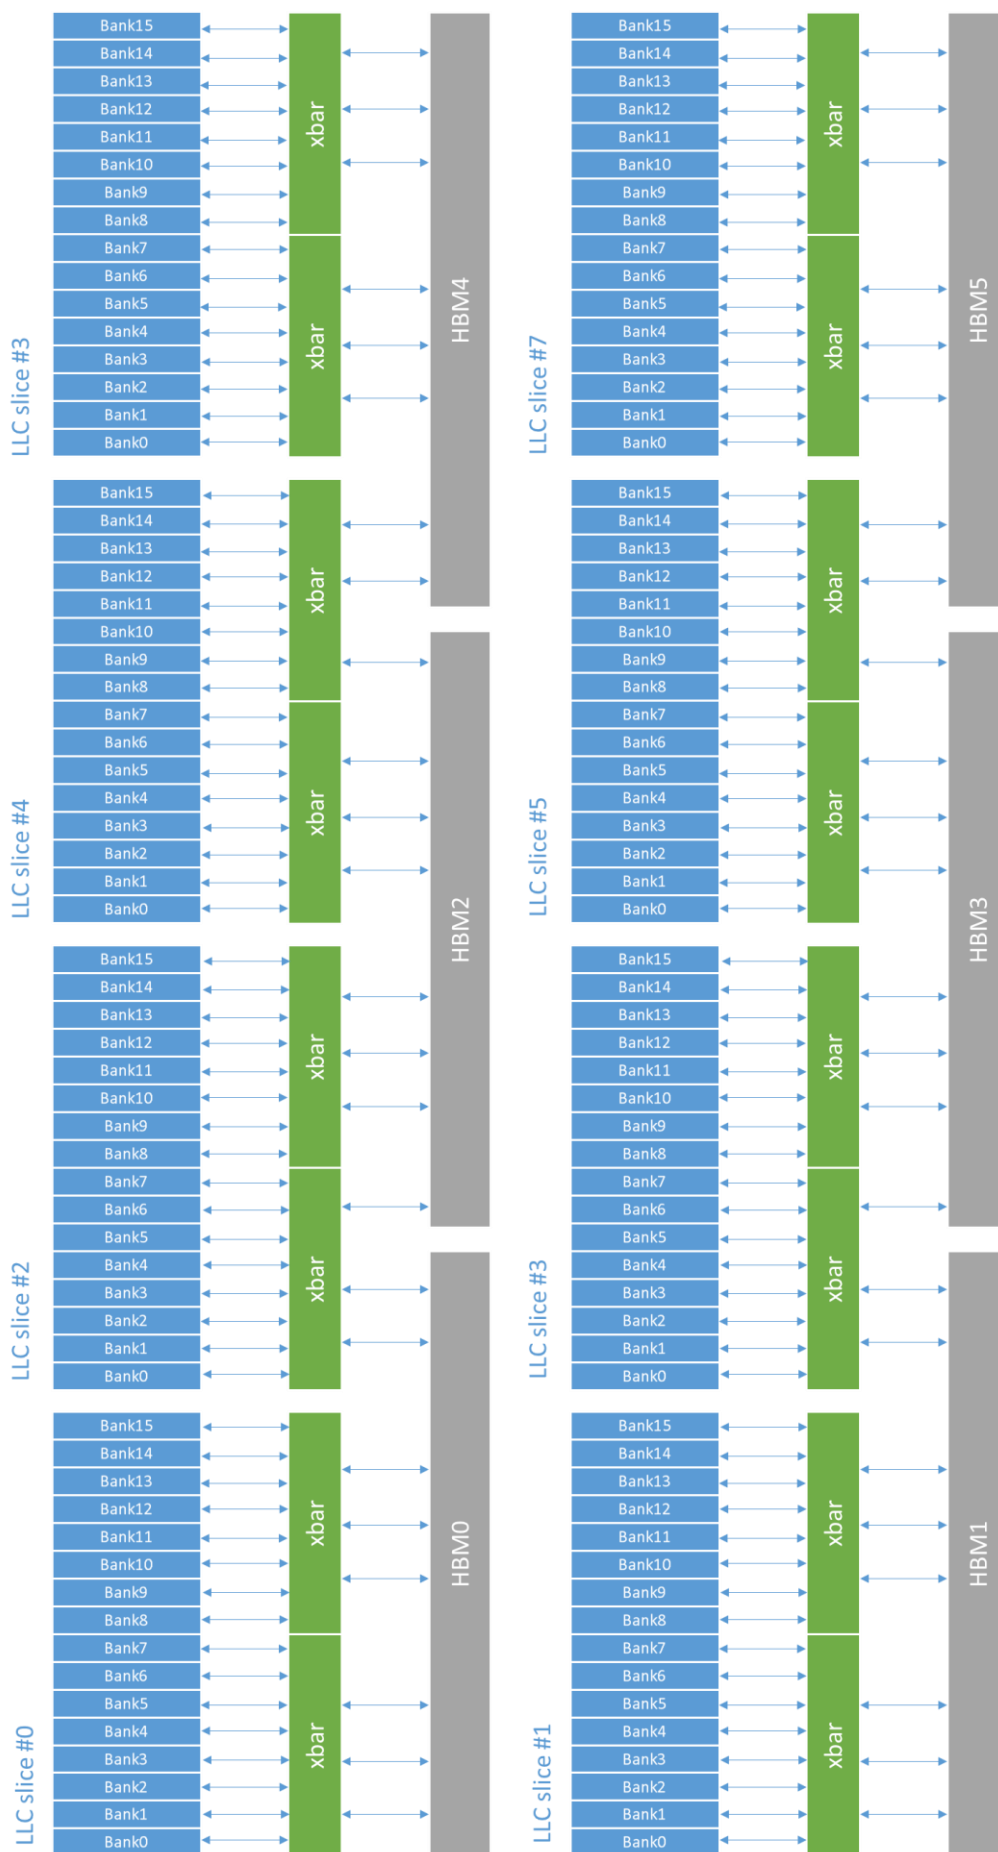 LLC slice #3
Bank15
Bank14
Bank13
Bank12
Bank11
Bank10
Bank9
Bank8
Bank7
Bank6
Bank5
Bank4
Bank3
Bank2
Bank1
Bank0
xbar
xbar
HBM4
LLC slice #4
Bank15
Bank14
Bank13
Bank12
Bank11
Bank10
Bank9
Bank8
Bank7
Bank6
Bank5
Bank4
Bank3
Bank2
Bank1
Bank0
xbar
xbar
HBM2
LLC slice #2
Bank15
Bank14
Bank13
Bank12
Bank11
Bank10
Bank9
Bank8
Bank7
Bank6
Bank5
Bank4
Bank3
Bank2
Bank1
Bank0
xbar
xbar
HBM0
LLC slice #0
Bank15
Bank14
Bank13
Bank12
Bank11
Bank10
Bank9
Bank8
Bank7
Bank6
Bank5
Bank4
Bank3
Bank2
Bank1
Bank0
xbar
xbar
LLC slice #7
Bank15
Bank14
Bank13
Bank12
Bank11
Bank10
Bank9
Bank8
Bank7
Bank6
Bank5
Bank4
Bank3
Bank2
Bank1
Bank0
xbar
xbar
HBM5
LLC slice #5
Bank15
Bank14
Bank13
Bank12
Bank11
Bank10
Bank9
Bank8
Bank7
Bank6
Bank5
Bank4
Bank3
Bank2
Bank1
Bank0
xbar
xbar
HBM3
LLC slice #3
Bank15
Bank14
Bank13
Bank12
Bank11
Bank10
Bank9
Bank8
Bank7
Bank6
Bank5
Bank4
Bank3
Bank2
Bank1
Bank0
xbar
xbar
HBM1
LLC slice #1
Bank15
Bank14
Bank13
Bank12
Bank11
Bank10
Bank9
Bank8
Bank7
Bank6
Bank5
Bank4
Bank3
Bank2
Bank1
Bank0
xbar
xbar